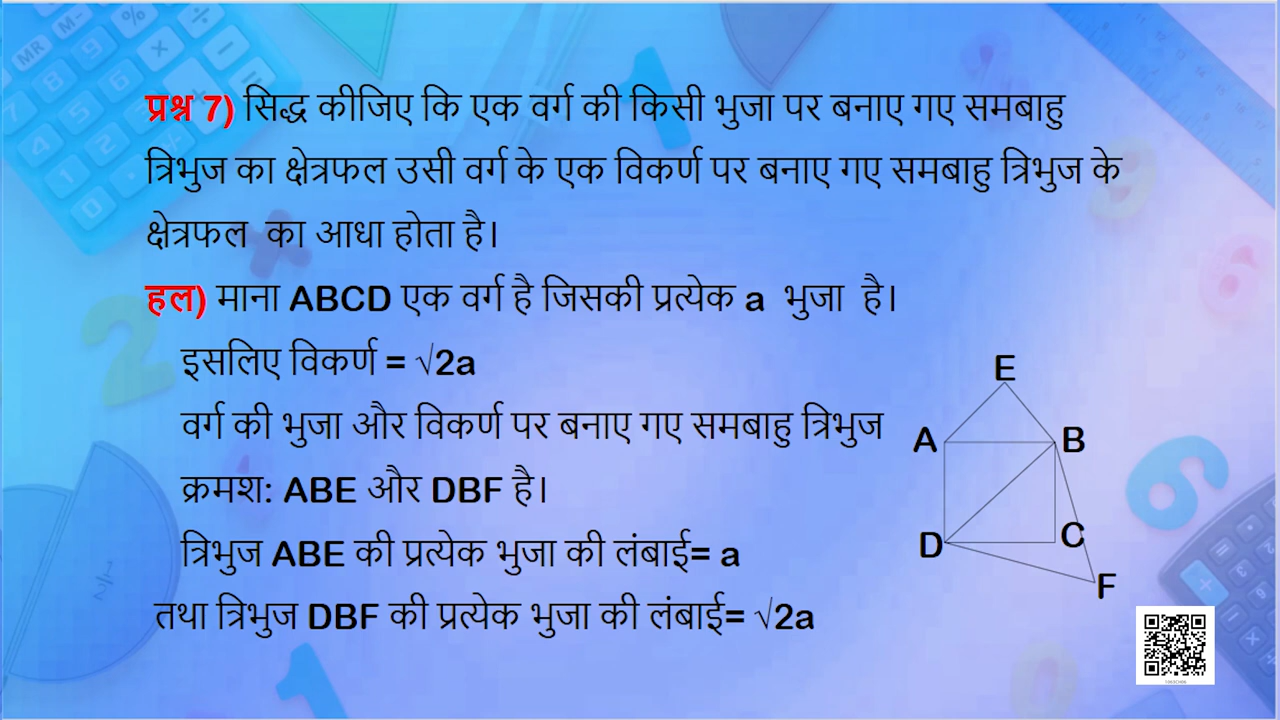 प्रश्न 7) सिद्ध कीजिए कि एक वर्ग की किसी भुजा पर बनाए गए समबाहु
त्रिभुज का क्षेत्रफल उसी वर्ग के एक विकर्ण पर बनाए गए समबाहु त्रिभुज के
क्षेत्रफल का आधा होता है।
हल) माना ABCD एक वर्ग है जिसकी प्रत्येक a भुजा है।
इसलिए विकर्ण = √2a
वर्ग की भुजा और विकर्ण पर बनाए गए समबाहु त्रिभुज
क्रमश: ABE और DBF है।
त्रिभुज ABE की प्रत्येक भुजा की लंबाई= a
तथा त्रिभुज DBF की प्रत्येक भुजा की लंबाई= √2a
E
A B
D C
F